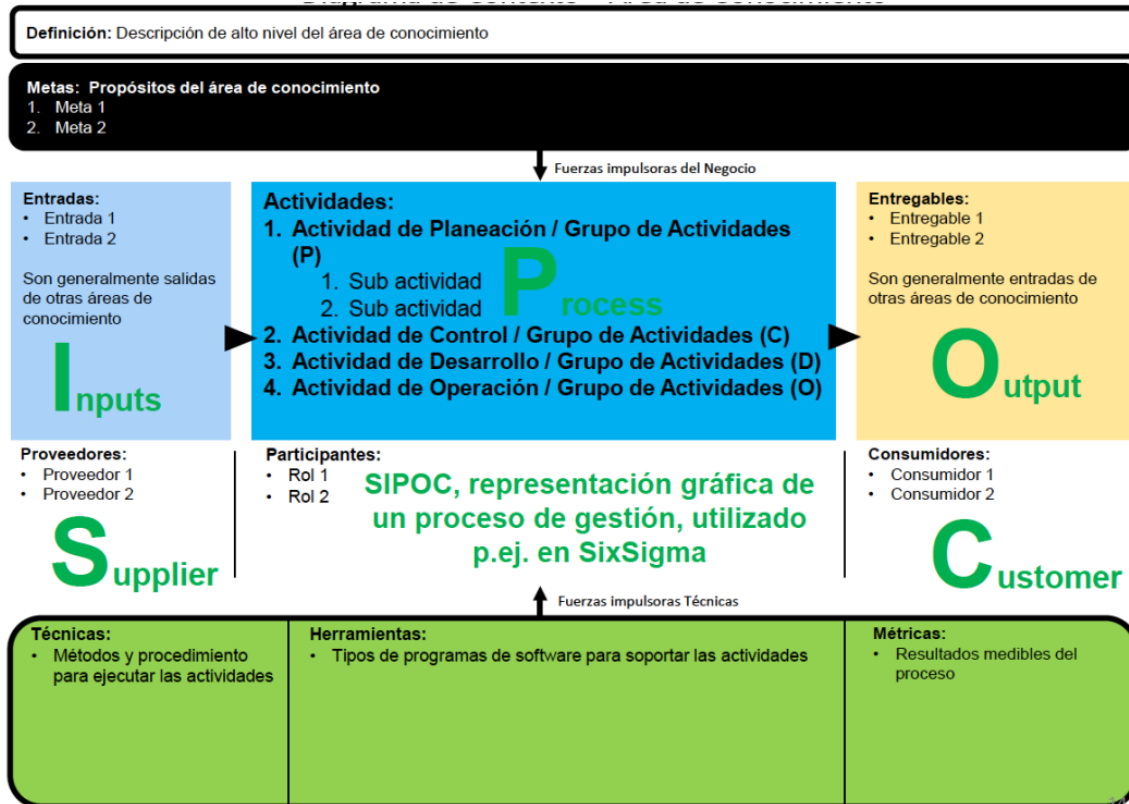 Diagrama de Contexto – Área de Conocimiento
Definición: Descripción de alto nivel del área de conocimiento
Metas: Propósitos del área de conocimiento
1. Meta 1
2. Meta 2
Fuerzas impulsoras del Negocio
Entradas:
• Entrada 1
• Entrada 2
Son generalmente salidas
de otras áreas de
conocimiento
Inputs
Actividades:
1. Actividad de Planeación / Grupo de Actividades
(P)
1. Sub actividad
2. Sub actividad
Process
2. Actividad de Control / Grupo de Actividades (C)
3. Actividad de Desarrollo / Grupo de Actividades (D)
4. Actividad de Operación / Grupo de Actividades (O)
Entregables:
• Entregable 1
• Entregable 2
Son generalmente entradas de
otras áreas de conocimiento
Output
Proveedores:
• Proveedor 1
• Proveedor 2
Supplier
Participantes:
• Rol 1
• Rol 2
SIPOC, representación gráfica de
un proceso de gestión, utilizado
p.ej. en SixSigma
Consumidores:
• Consumidor 1
• Consumidor 2
Customer
Fuerzas impulsoras Técnicas
Técnicas:
• Métodos y procedimiento
para ejecutar las actividades
Herramientas:
• Tipos de programas de software para soportar las actividades
Métricas:
• Resultados medibles del
proceso